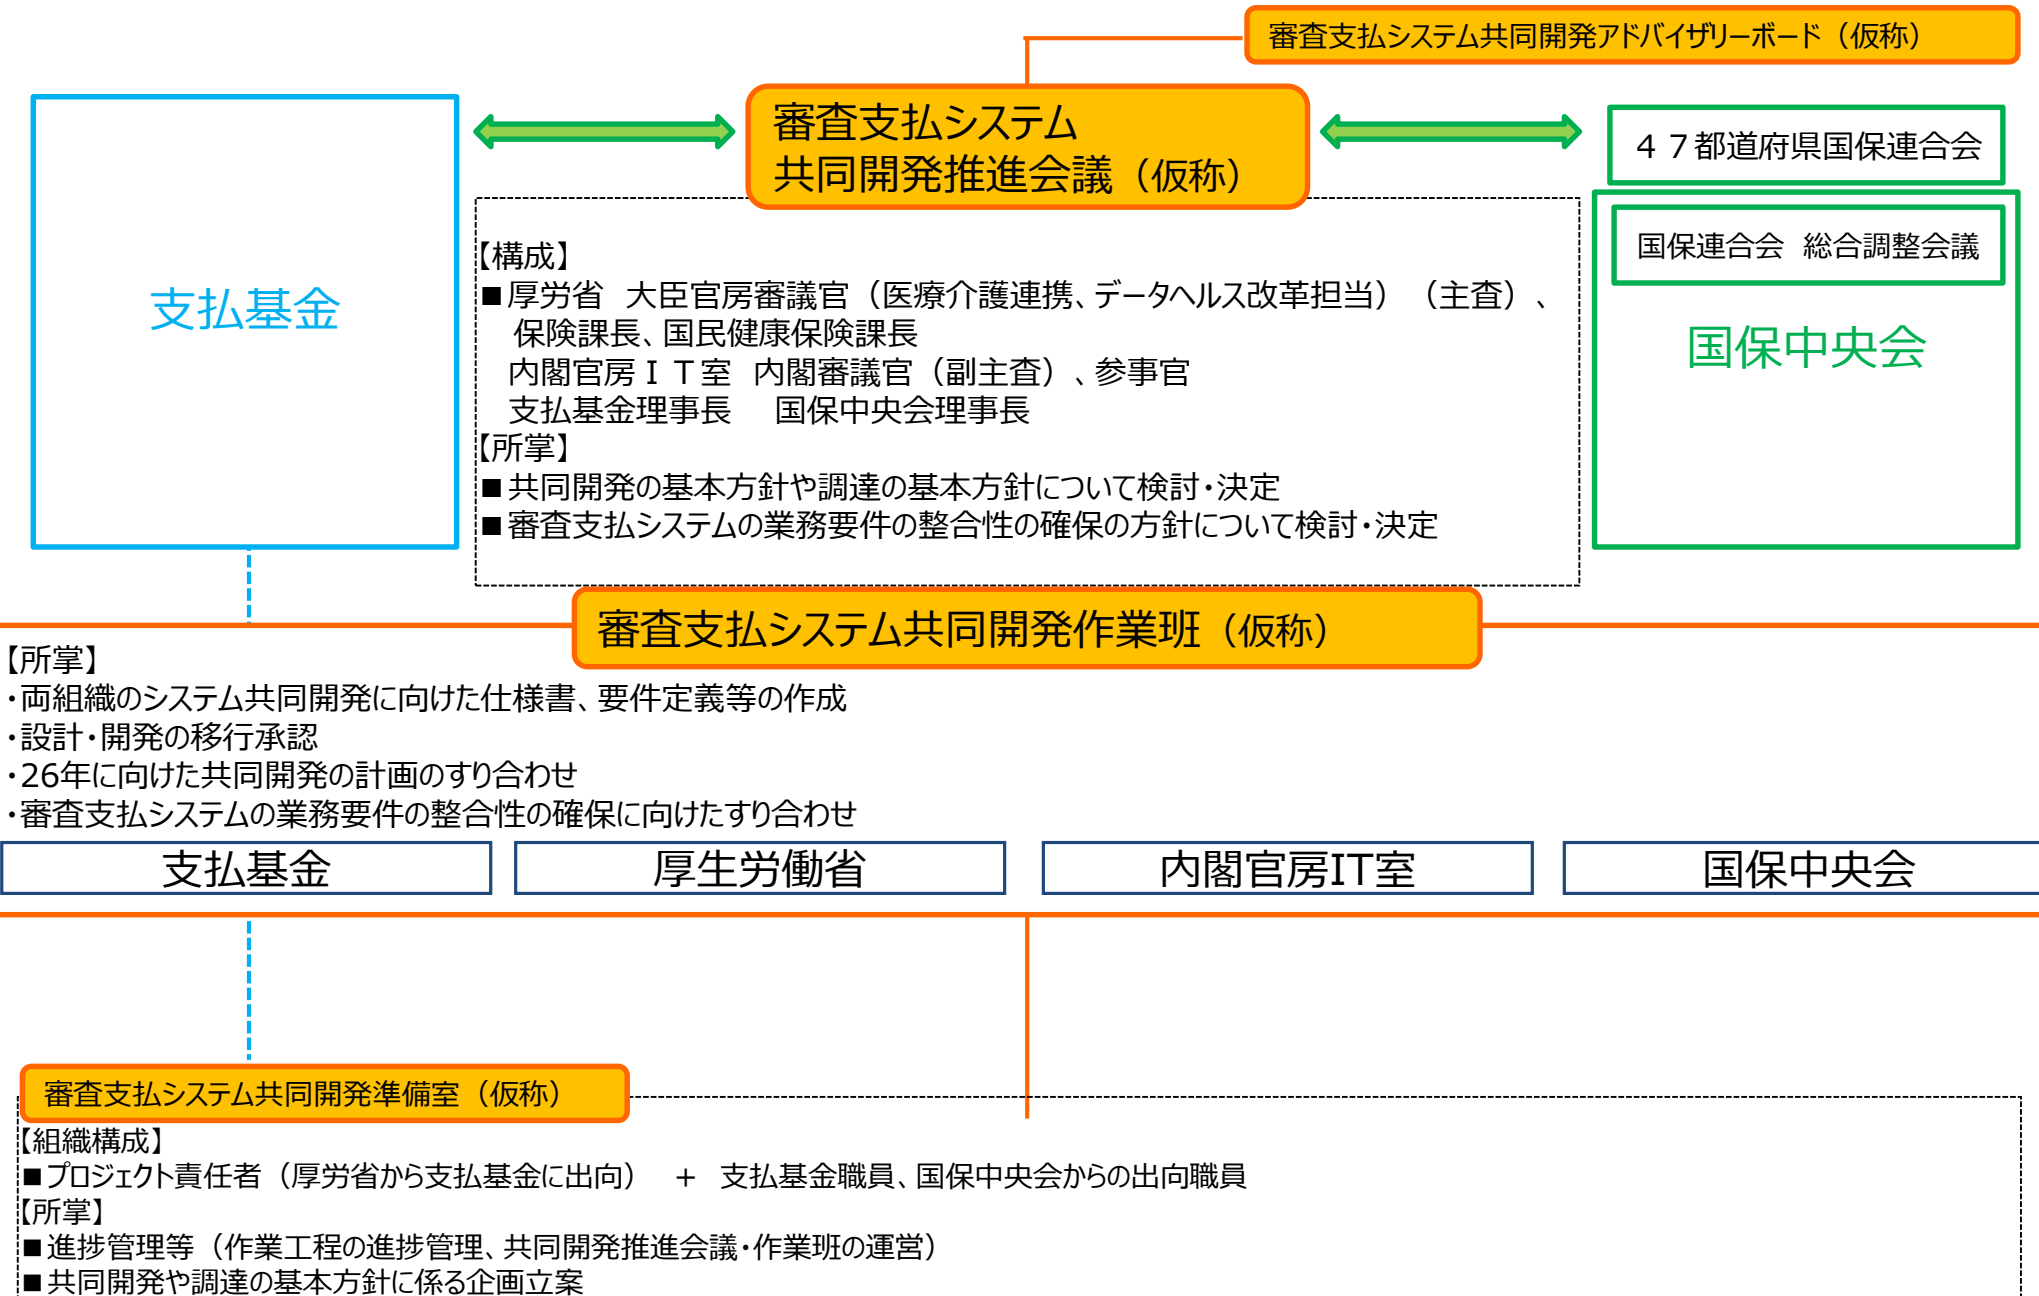 審査支払システム共同開発アドバイザリーボード（仮称）
審査支払システム
共同開発推進会議（仮称）
４７都道府県国保連合会
国保連合会　総合調整会議
支払基金
国保中央会
【構成】
■厚労省　大臣官房審議官（医療介護連携、データヘルス改革担当）（主査）、
保険課長、国民健康保険課長
内閣官房ＩＴ室　内閣審議官（副主査）、参事官
支払基金理事長　国保中央会理事長
【所掌】
■共同開発の基本方針や調達の基本方針について検討・決定
■審査支払システムの業務要件の整合性の確保の方針について検討・決定
審査支払システム共同開発作業班（仮称）
【所掌】
・両組織のシステム共同開発に向けた仕様書、要件定義等の作成
・設計・開発の移行承認
・26年に向けた共同開発の計画のすり合わせ
・審査支払システムの業務要件の整合性の確保に向けたすり合わせ
支払基金
厚生労働省
内閣官房IT室
国保中央会
審査支払システム共同開発準備室（仮称）
【組織構成】
■プロジェクト責任者（厚労省から支払基金に出向）　＋　支払基金職員、国保中央会からの出向職員
【所掌】
■進捗管理等（作業工程の進捗管理、共同開発推進会議・作業班の運営）
■共同開発や調達の基本方針に係る企画立案